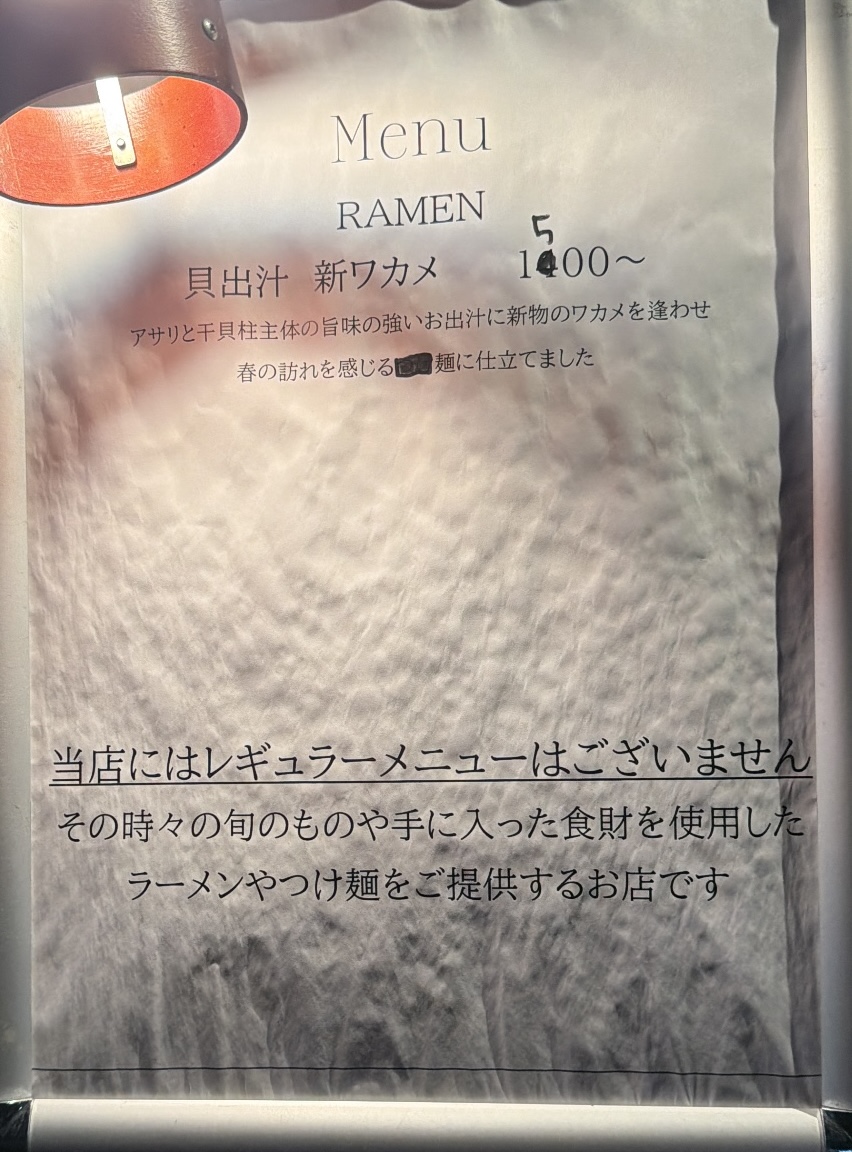 Menu
RAMEN
貝出汁 新ワカメ 1500〜
アサリと干貝柱主体の旨味の強いお出汁に新物のワカメを逢わせ
春の訪れを感じる麺に仕立てました
当店にはレギュラーメニューはございません
その時々の旬のものや手に入った食財を使用した
ラーメンやつけ麺をご提供するお店です